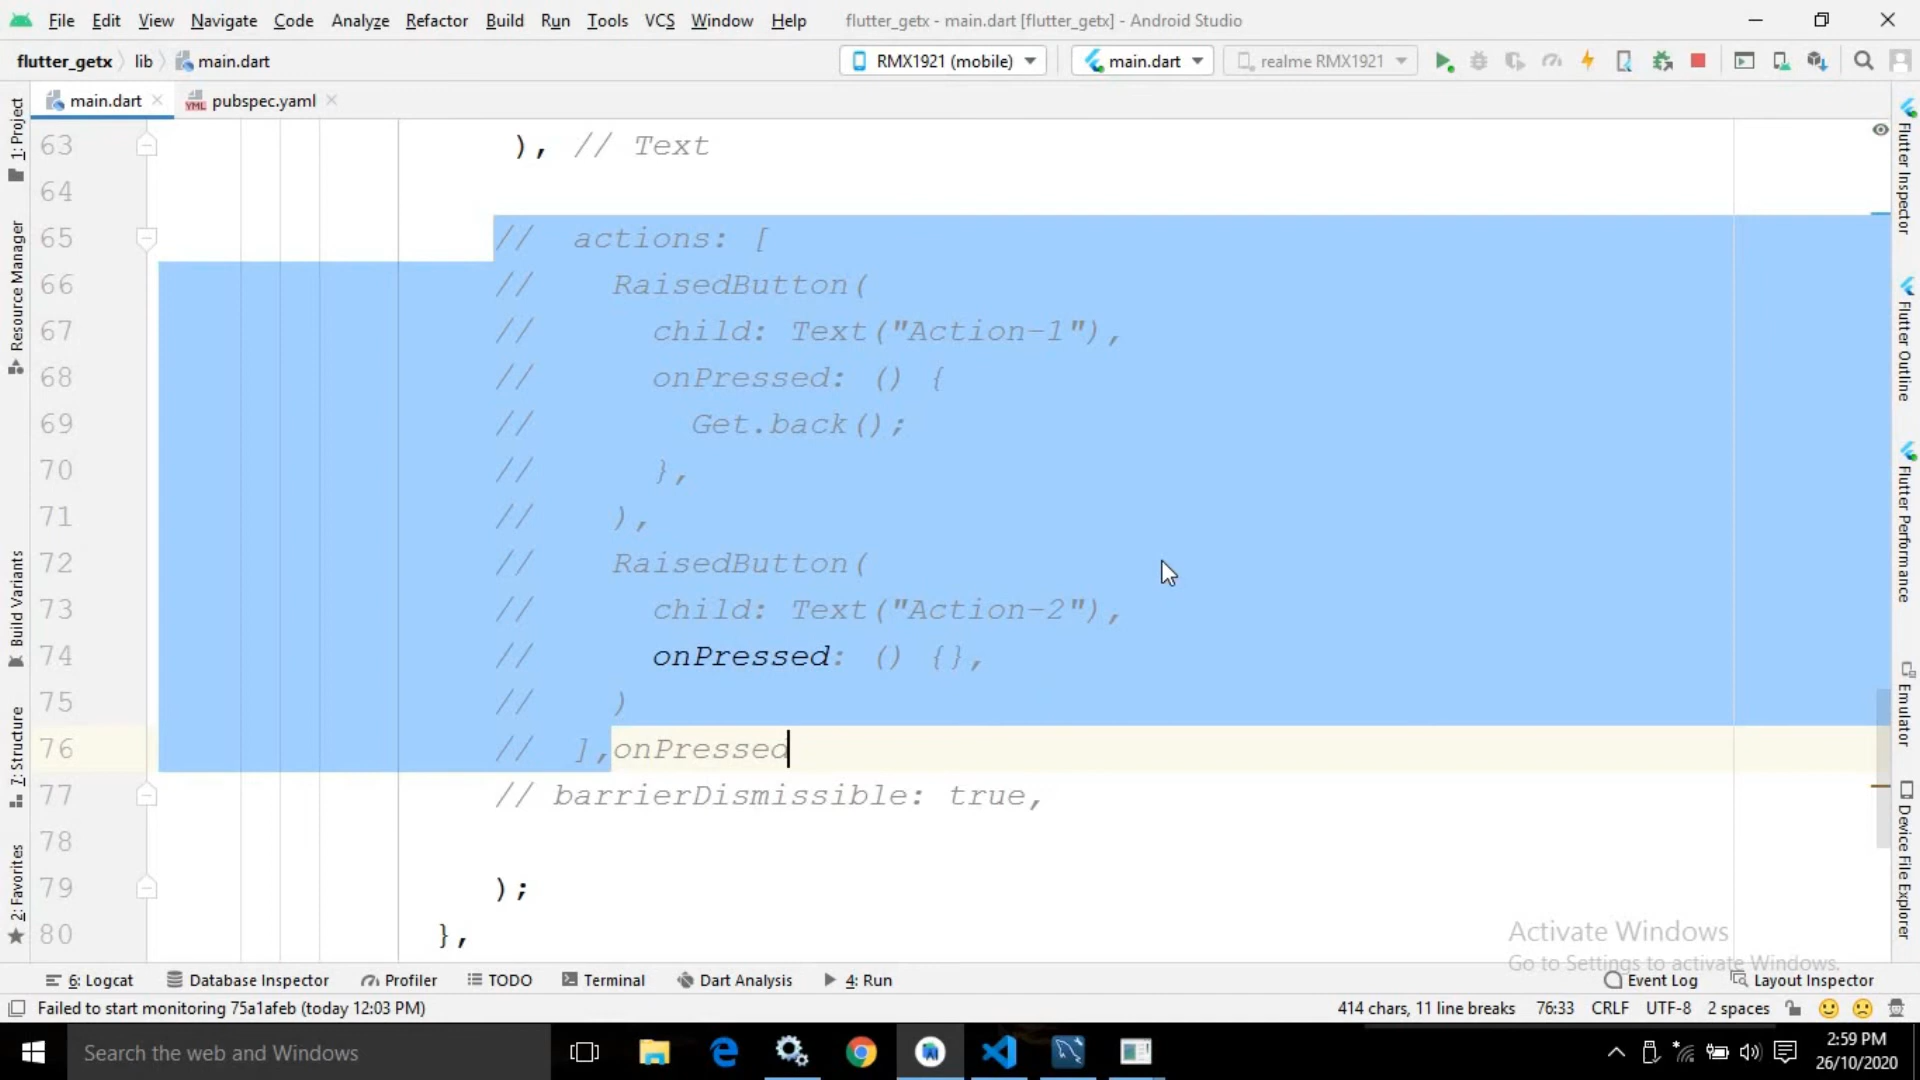 File Edit View Navigate Code Analyze Refactor Build Run Tools VCS Window Help flutter_getx - main.dart [flutter_getx] - Android Studio
flutter_getx lib main.dart RMX1921 (mobile) main.dart realme RMX1921
main.dart pubspec.yaml
1: Project
Resource Manager
Build Variants
7: Structure
2: Favorites
63 ), // Text
64
65 // actions: [
66 // RaisedButton(
67 // child: Text("Action-1"),
68 // onPressed: () {
69 // Get.back();
70 // },
71 // ),
72 // RaisedButton(
73 // child: Text("Action-2"),
74 // onPressed: () {},
75 // )
76 // ],onPressed
77 // barrierDismissible: true,
78
79 );
80 },
Flutter Inspector
Flutter Outline
Flutter Performance
Emulator
Device File Explorer
Activate Windows
Go to Settings to activate Windows.
6: Logcat Database Inspector Profiler TODO Terminal Dart Analysis 4: Run Event Log Layout Inspector
Failed to start monitoring 75a1afeb (today 12:03 PM) 414 chars, 11 line breaks 76:33 CRLF UTF-8 2 spaces
Search the web and Windows
2:59 PM
26/10/2020